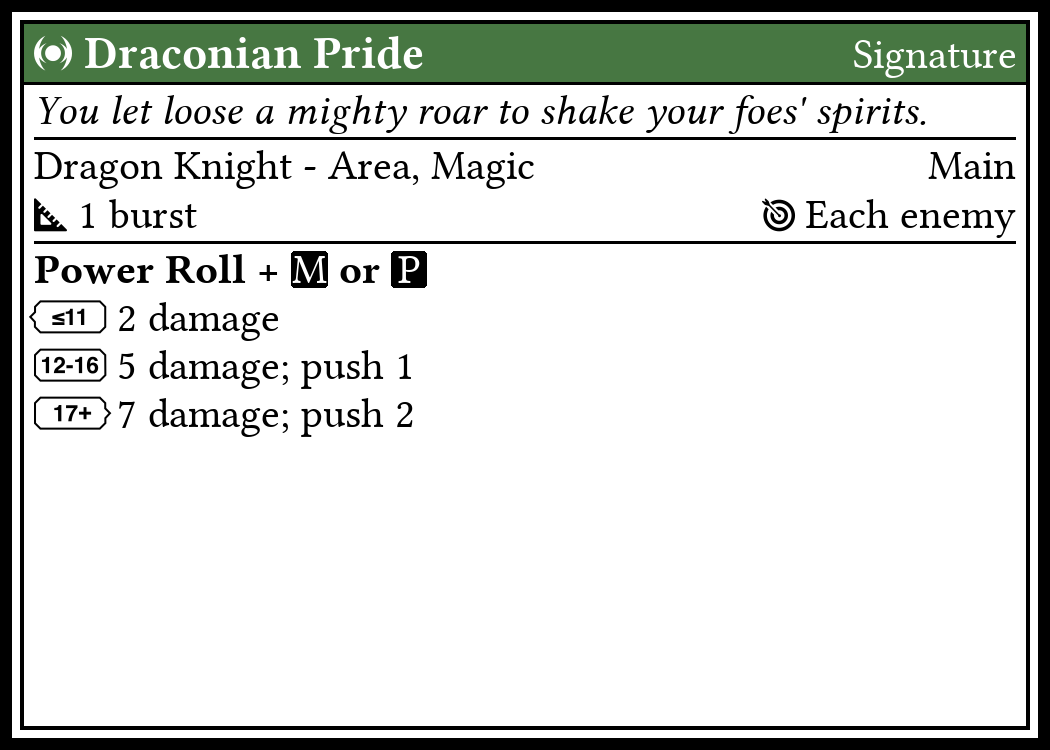 Draconian Pride Signature
You let loose a mighty roar to shake your foes' spirits.
Dragon Knight - Area, Magic Main
1 burst Each enemy
Power Roll + M or P
≤11 2 damage
12-16 5 damage; push 1
17+ 7 damage; push 2